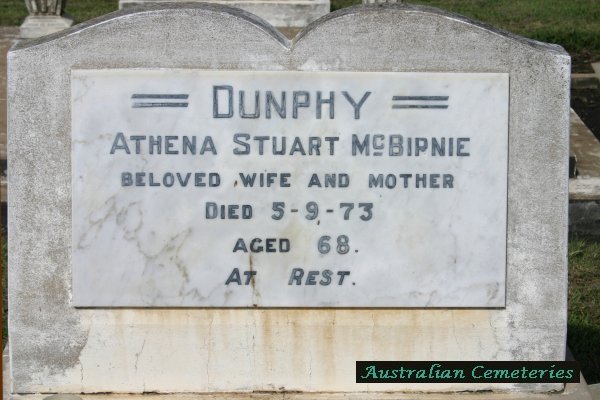 DUNPHY
ATHENA STUART McBIRNIE
BELOVED WIFE AND MOTHER
DIED 5-9-73
AGED 68.
AT REST.
Australian Cemeteries